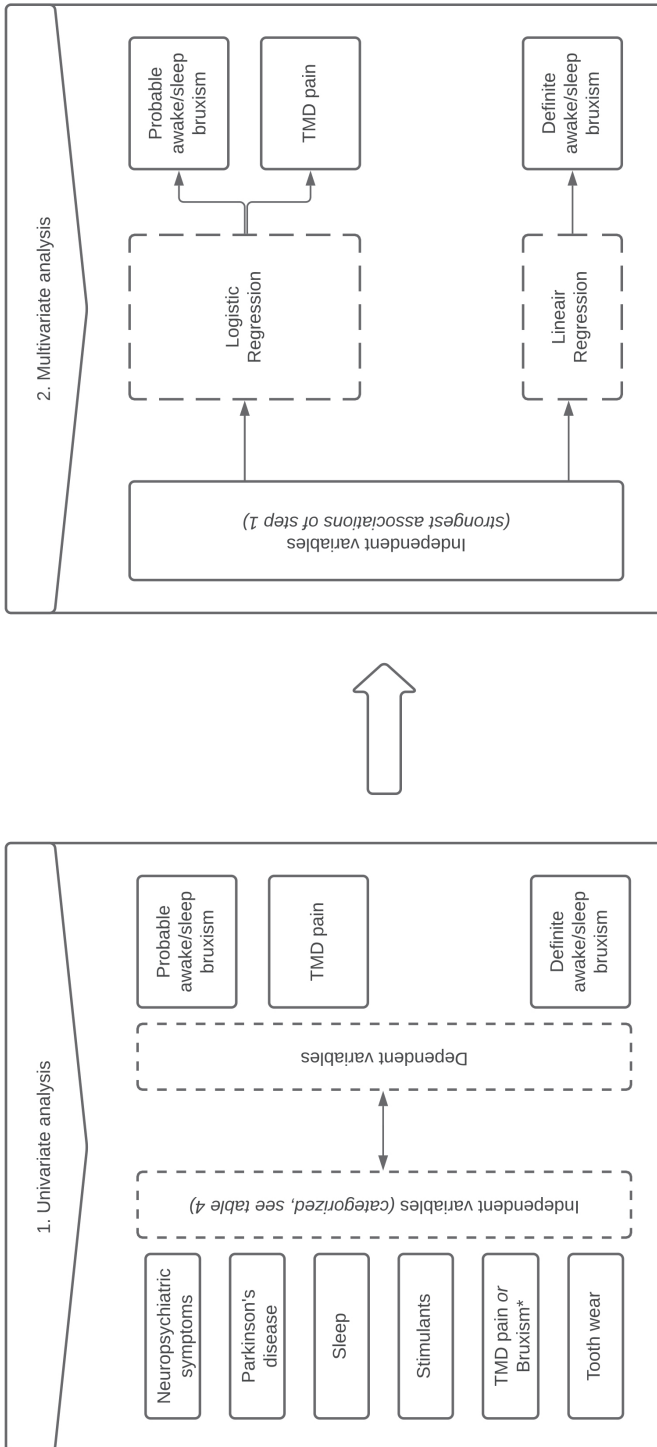 1. Univariate analysis
Neuropsychiatric
symptoms
Parkinson's
disease
Sleep
Stimulants
TMD pain or
Bruxism*
Tooth wear
Independent variables (categorized, see table 4)
Dependent variables
Probable
awake/sleep
bruxism
TMD pain
Definite
awake/sleep
bruxism
2. Multivariate analysis
Independent variables
(strongest associations of step 1)
Logistic
Regression
Lineair
Regression
Probable
awake/sleep
bruxism
TMD pain
Definite
awake/sleep
bruxism